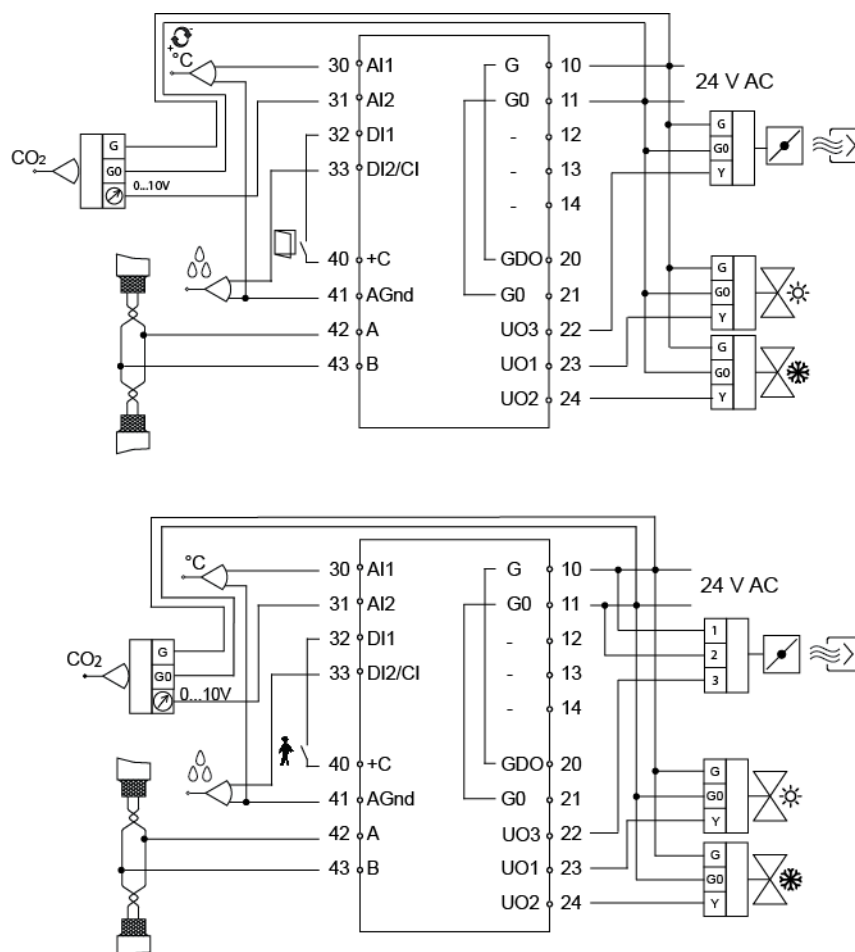 °C 30 AI1 G 10 24 V AC
31 AI2 G0 11
G 32 DI1 - 12 G
CO2 G0 33 DI2/CI - 13 G0
0...10V - 14 Y
40 +C GDO 20 G
41 AGnd G0 21 G0
42 A UO3 22 Y
43 B UO1 23 G
UO2 24 G0
Y
°C 30 AI1 G 10 24 V AC
31 AI2 G0 11
G 32 DI1 - 12 1
CO2 G0 33 DI2/CI - 13 2
0...10V - 14 3
40 +C GDO 20 G
41 AGnd G0 21 G0
42 A UO3 22 Y
43 B UO1 23 G
UO2 24 G0
Y